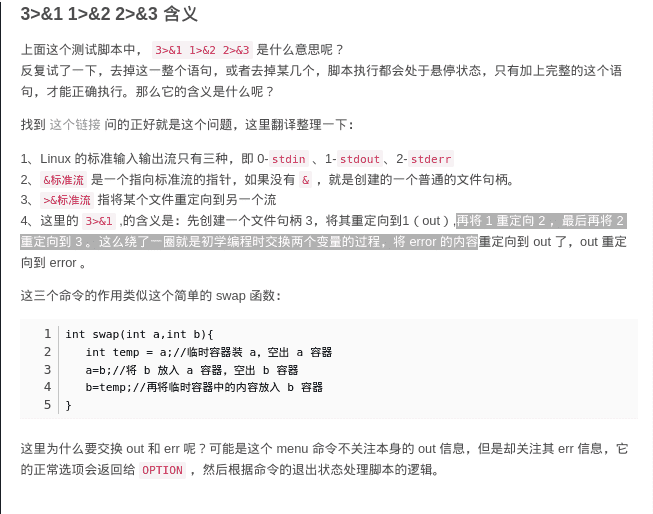 3>&1 1>&2 2>&3 含义
上面这个测试脚本中， 3>&1 1>&2 2>&3 是什么意思呢？
反复试了一下，去掉这一整个语句，或者去掉某几个，脚本执行都会处于悬停状态，只有加上完整的这个语
句，才能正确执行。那么它的含义是什么呢？
找到 这个链接 问的正好就是这个问题，这里翻译整理一下：
1、Linux 的标准输入输出流只有三种，即 0-stdin 、1-stdout、2-stderr
2、 &标准流 是一个指向标准流的指针，如果没有 & ，就是创建的一个普通的文件句柄。
3、 >&标准流 指将某个文件重定向到另一个流
4、这里的 3>&1 ,的含义是：先创建一个文件句柄 3，将其重定向到1（out）,再将 1 重定向 2 ，最后再将 2
重定向到 3 。这么绕了一圈就是初学编程时交换两个变量的过程，将 error 的内容重定向到 out 了，out 重定
向到 error 。
这三个命令的作用类似这个简单的 swap 函数：
1 int swap(int a,int b){
2 int temp = a;//临时容器装 a，空出 a 容器
3 a=b;//将 b 放入 a 容器，空出 b 容器
4 b=temp;//再将临时容器中的内容放入 b 容器
5 }
这里为什么要交换 out 和 err 呢？可能是这个 menu 命令不关注本身的 out 信息，但是却关注其 err 信息，它
的正常选项会返回给 OPTION ，然后根据命令的退出状态处理脚本的逻辑。